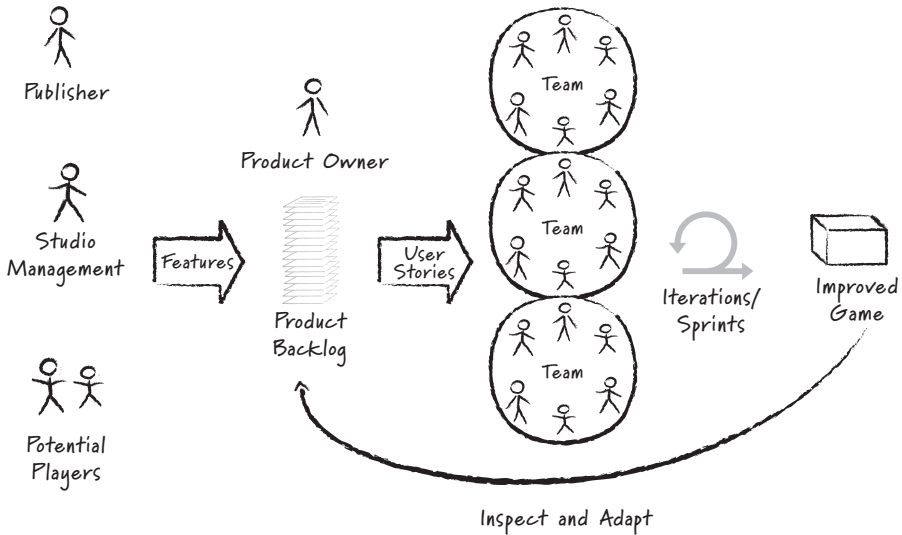 Publisher
Studio
Management
Potential
Players
Features
Product Owner
Product
Backlog
User
Stories
Team
Team
Team
Iterations/
Sprints
Improved
Game
Inspect and Adapt